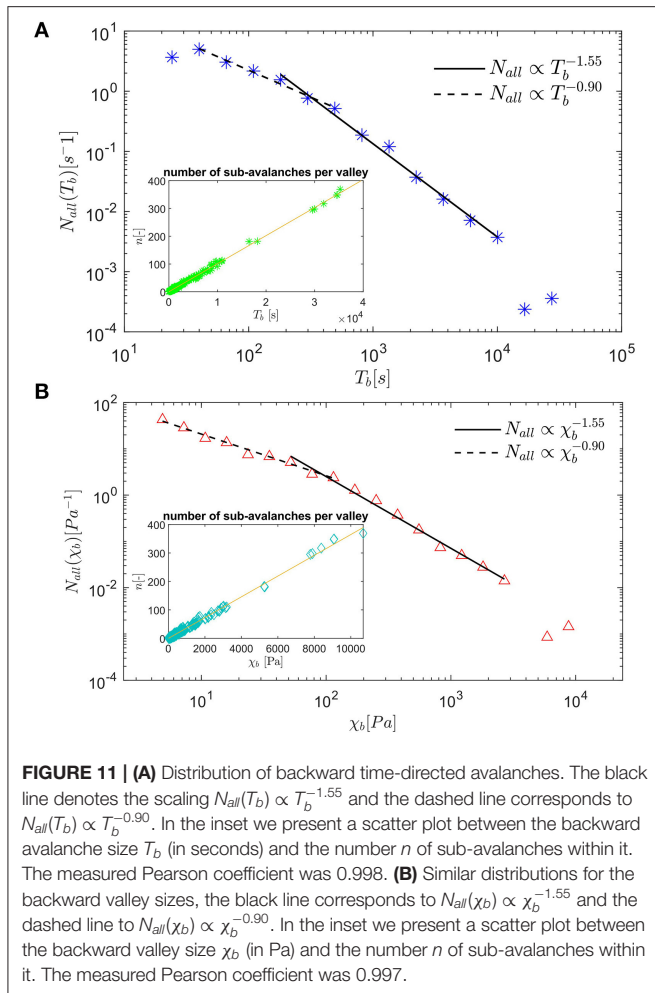 A
10^1
10^0
10^-1
10^-2
10^-3
10^-4
N_all(T_b)[s^-1]
N_all ∝ T_b^-1.55
N_all ∝ T_b^-0.90
number of sub-avalanches per valley
400
300
200
100
0
n[-]
0 1 2 3 4
T_b [s]
×10^4
10^1 10^2 10^3 10^4 10^5
T_b[s]
B
10^2
10^0
10^-2
10^-4
N_all(χ_b)[Pa^-1]
N_all ∝ χ_b^-1.55
N_all ∝ χ_b^-0.90
number of sub-avalanches per valley
400
300
200
100
0
n[-]
0 2000 4000 6000 8000 10000
χ_b [Pa]
10^1 10^2 10^3 10^4
χ_b[Pa]
FIGURE 11 | (A) Distribution of backward time-directed avalanches. The black
line denotes the scaling N_all(T_b) ∝ T_b^-1.55 and the dashed line corresponds to
N_all(T_b) ∝ T_b^-0.90. In the inset we present a scatter plot between the backward
avalanche size T_b (in seconds) and the number n of sub-avalanches within it.
The measured Pearson coefficient was 0.998. (B) Similar distributions for the
backward valley sizes, the black line corresponds to N_all(χ_b) ∝ χ_b^-1.55 and the
dashed line to N_all(χ_b) ∝ χ_b^-0.90. In the inset we present a scatter plot between
the backward valley size χ_b (in Pa) and the number n of sub-avalanches within
it. The measured Pearson coefficient was 0.997.